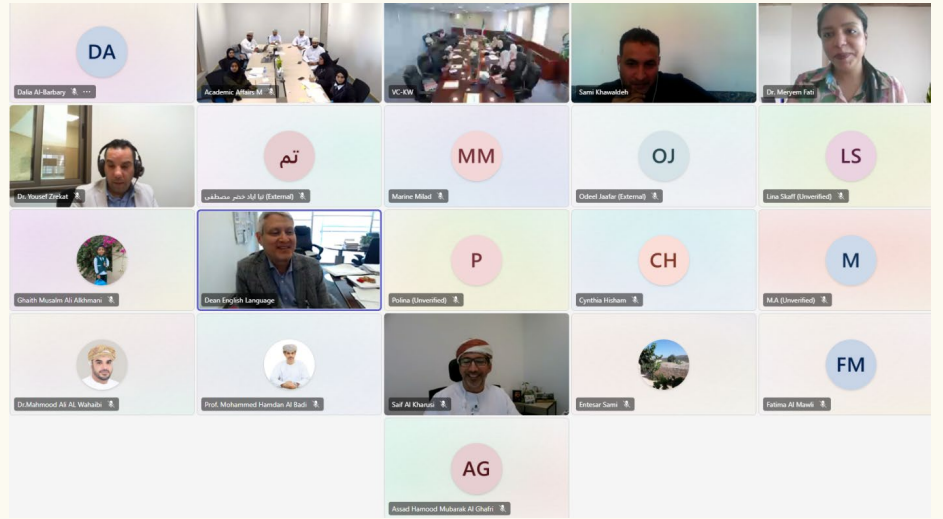 DA
Dalia Al-Barbary
Academic Affairs M
VC-KW
Sami Khawaldeh
Dr. Meryem Fati
Dr. Yousef Zrekat
تم
تيا اياد خضر مصطفى (External)
MM
Marine Milad
OJ
Odeel Jaafar (External)
LS
Lina Skaff (Unverified)
Ghaith Musalm Ali Alkhmani
Dean English Language
P
Polina (Unverified)
CH
Cynthia Hisham
M
M.A (Unverified)
Dr.Mahmood Ali AL Wahaibi
Prof. Mohammed Hamdan Al Badi
Saif Al Kharusi
Entesar Sami
FM
Fatima Al Mawli
AG
Assad Hamood Mubarak Al Ghafri